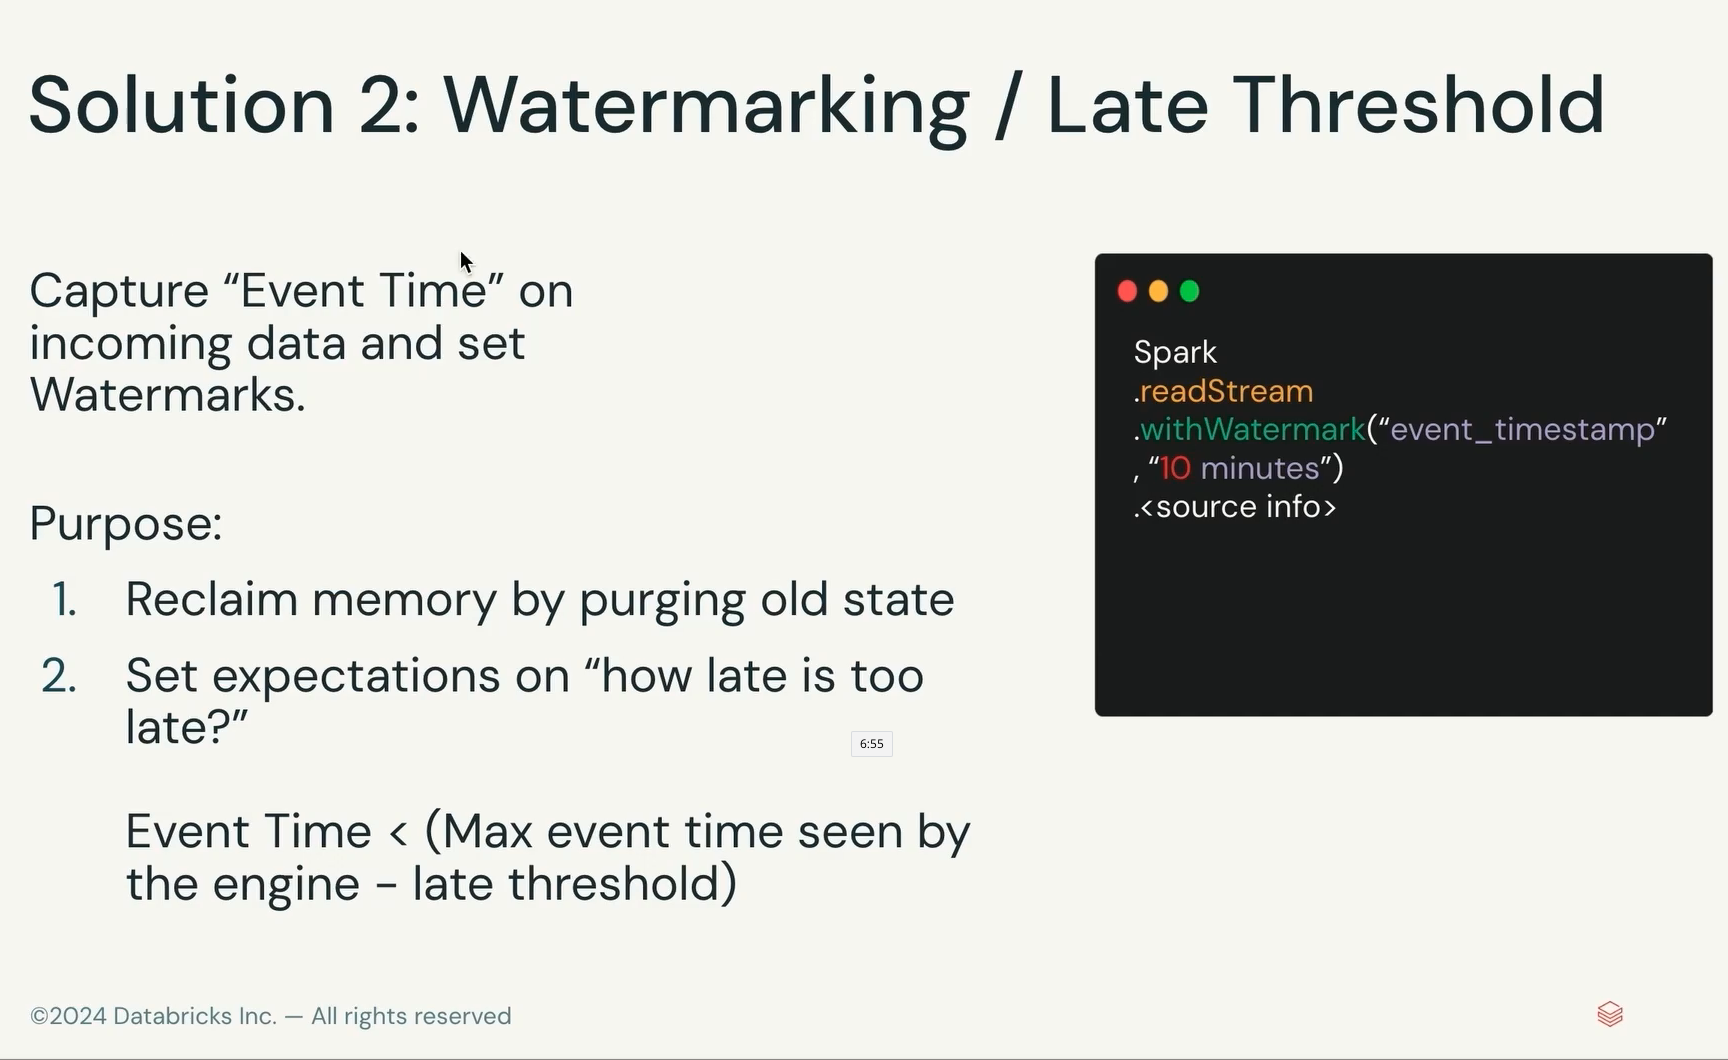 Solution 2: Watermarking / Late Threshold
Capture “Event Time” on
incoming data and set
Watermarks.
Purpose:
1. Reclaim memory by purging old state
2. Set expectations on “how late is too
late?”
Event Time < (Max event time seen by
the engine - late threshold)
Spark
.readStream
.withWatermark(“event_timestamp”
, “10 minutes”)
.<source info>
6:55
©2024 Databricks Inc. — All rights reserved